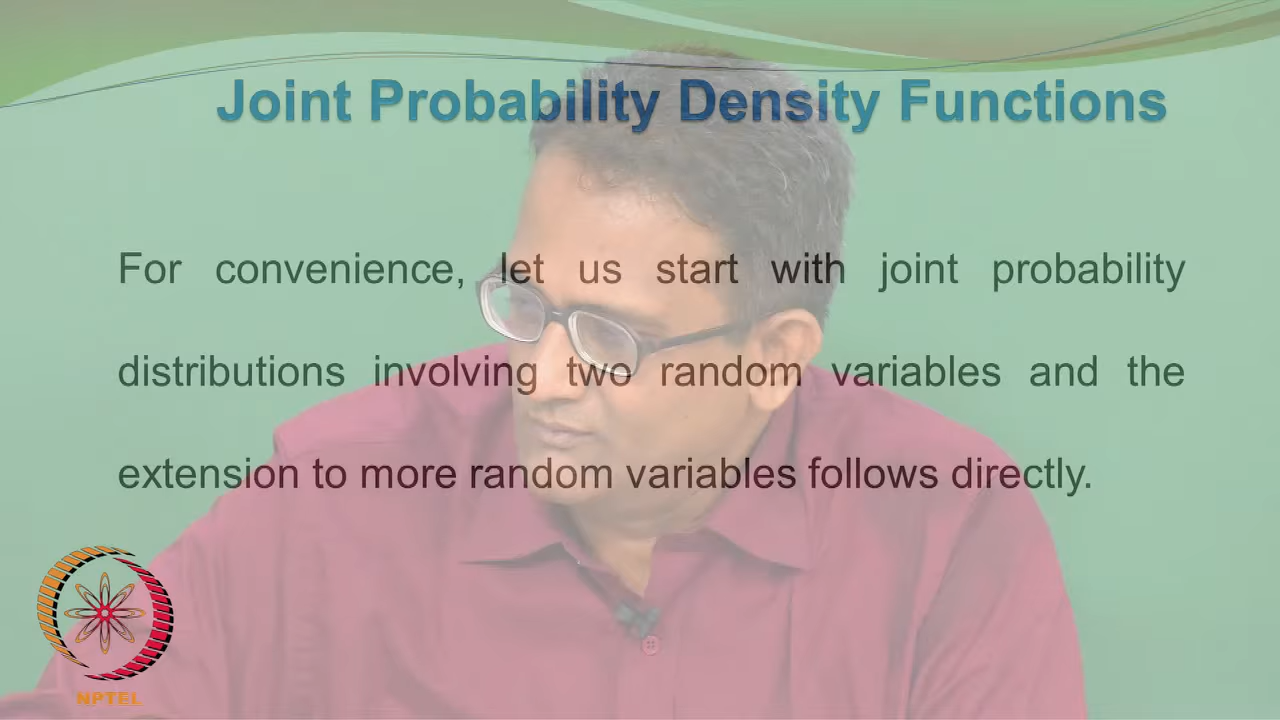 Joint Probability Density Functions
For convenience, let us start with joint probability
distributions involving two random variables and the
extension to more random variables follows directly.
NPTEL